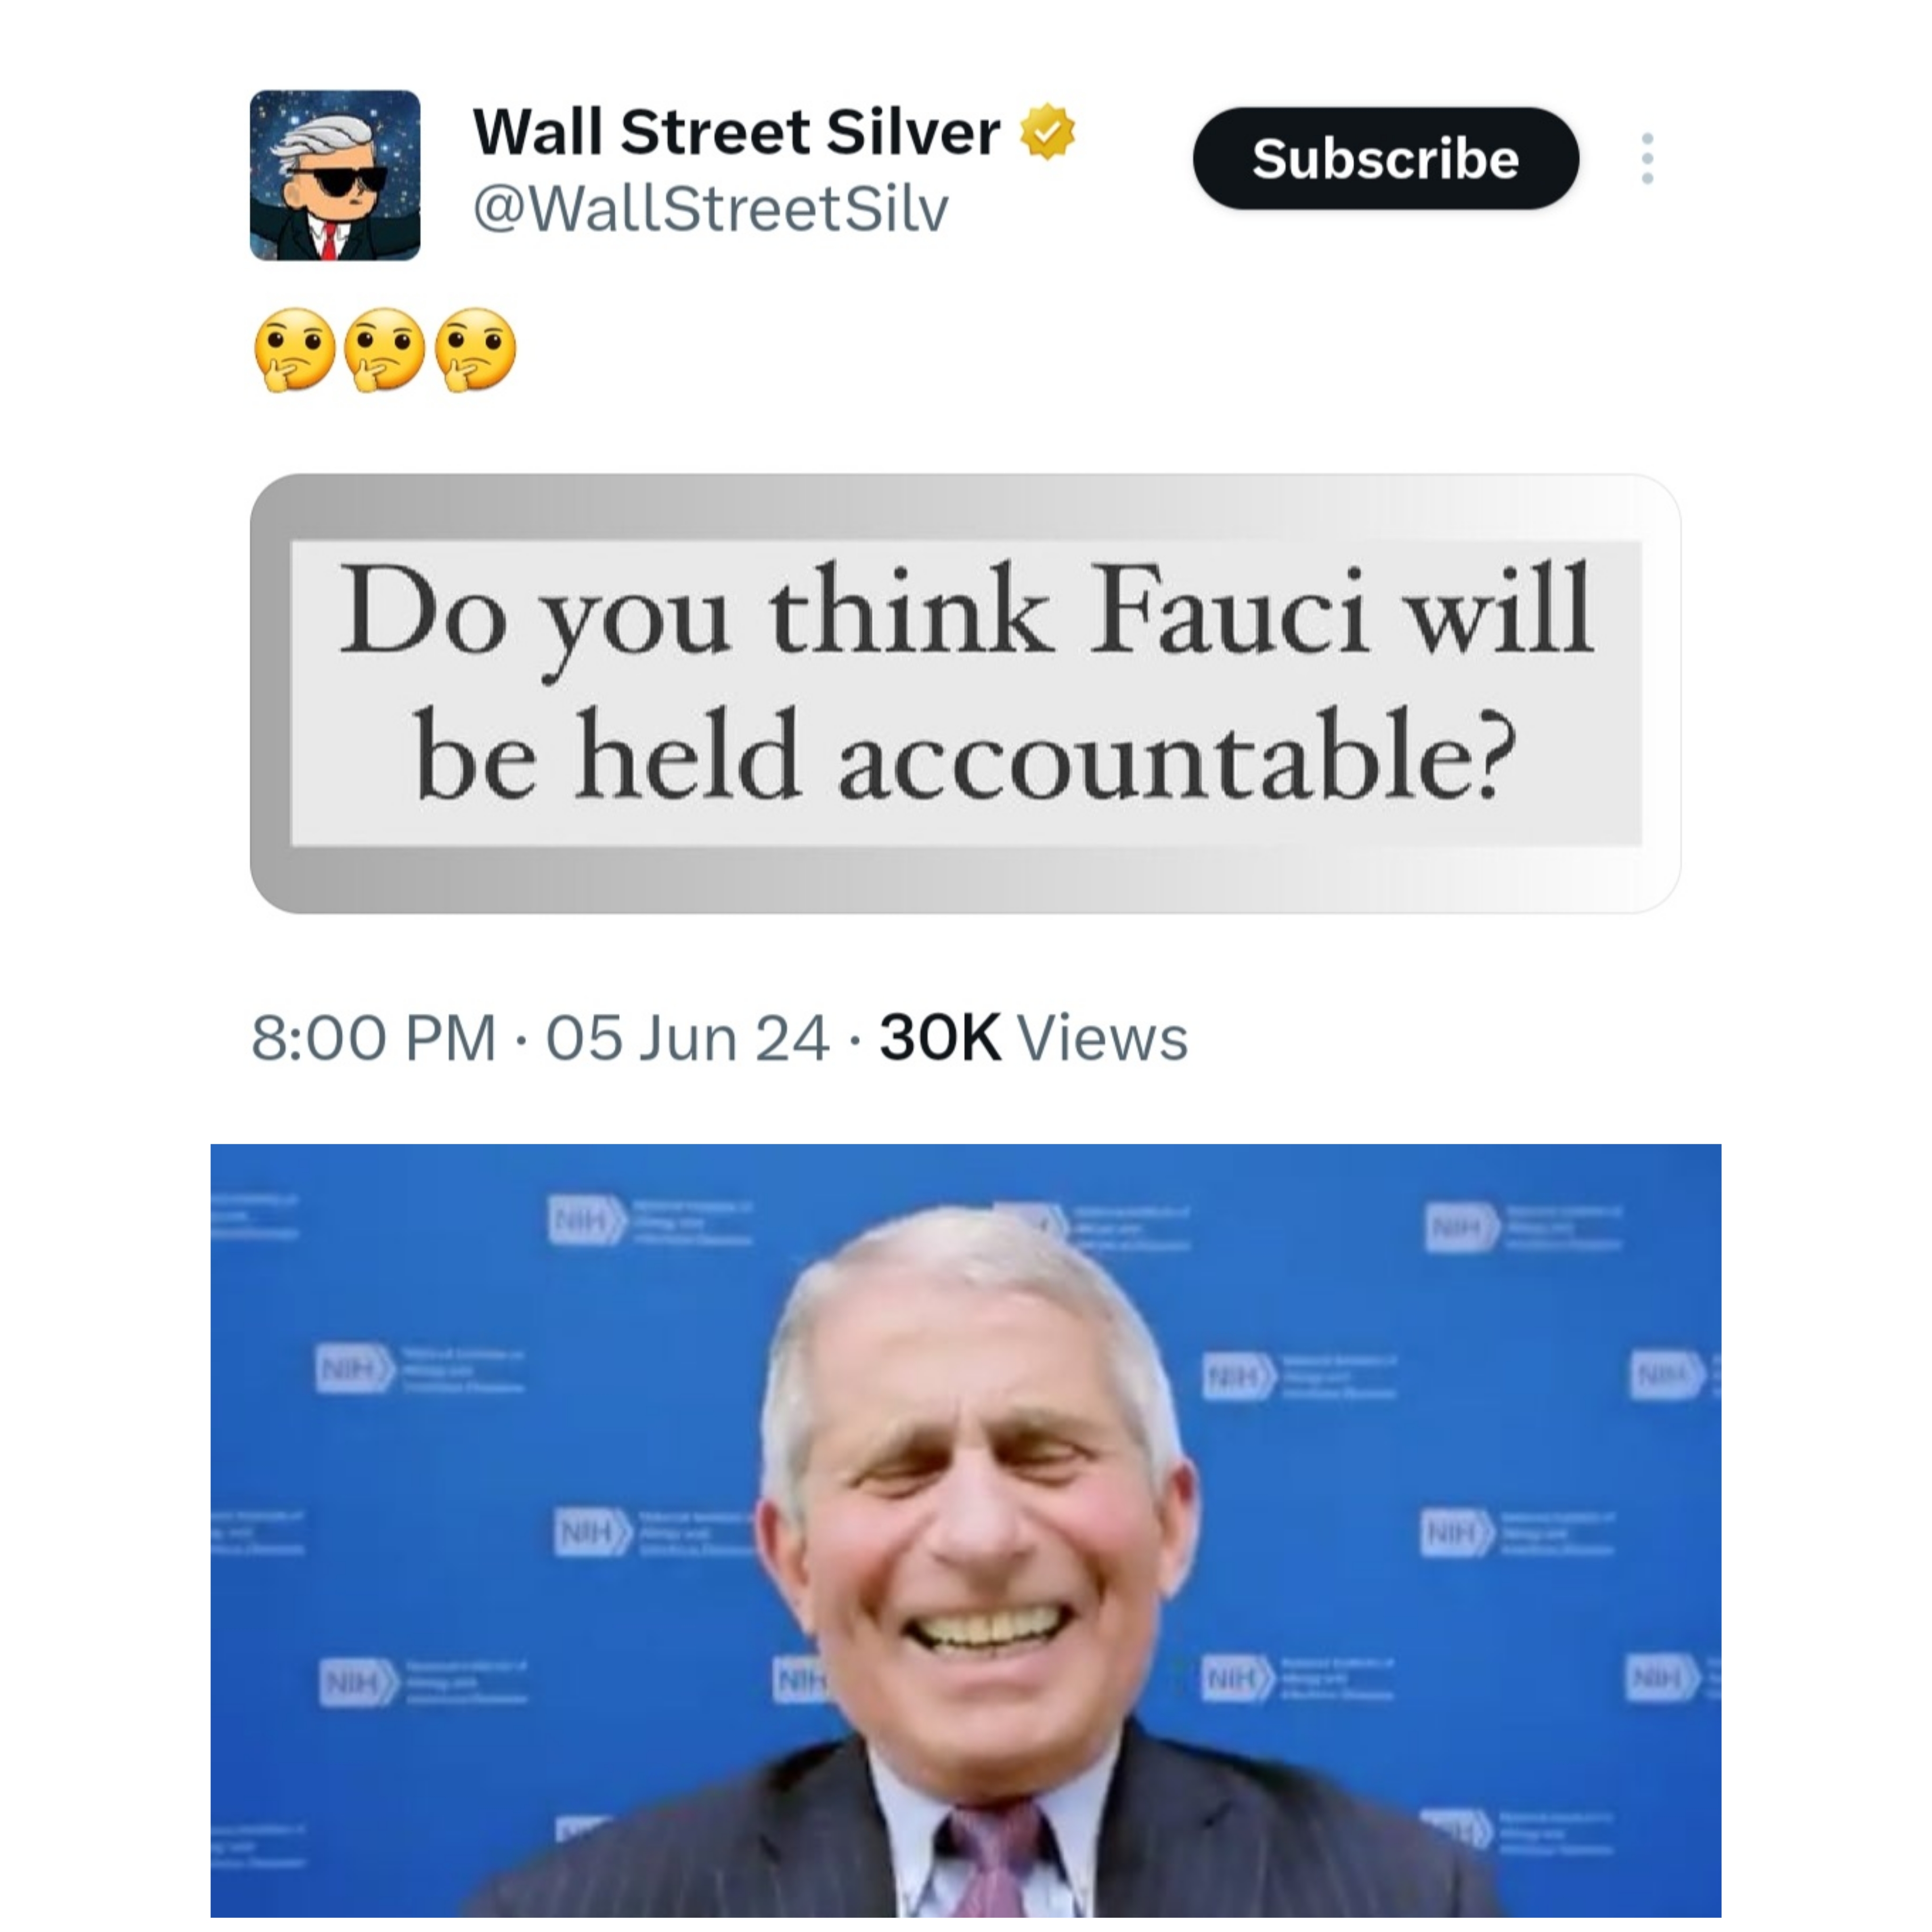 Wall Street Silver
@WallStreetSilv
Subscribe
🤔🤔🤔
Do you think Fauci will
be held accountable?
8:00 PM · 05 Jun 24 · 30K Views
NIH
NIH
NIH
NIH
NIH
NIH
NIH
NIH
NIH
NIH
NIH